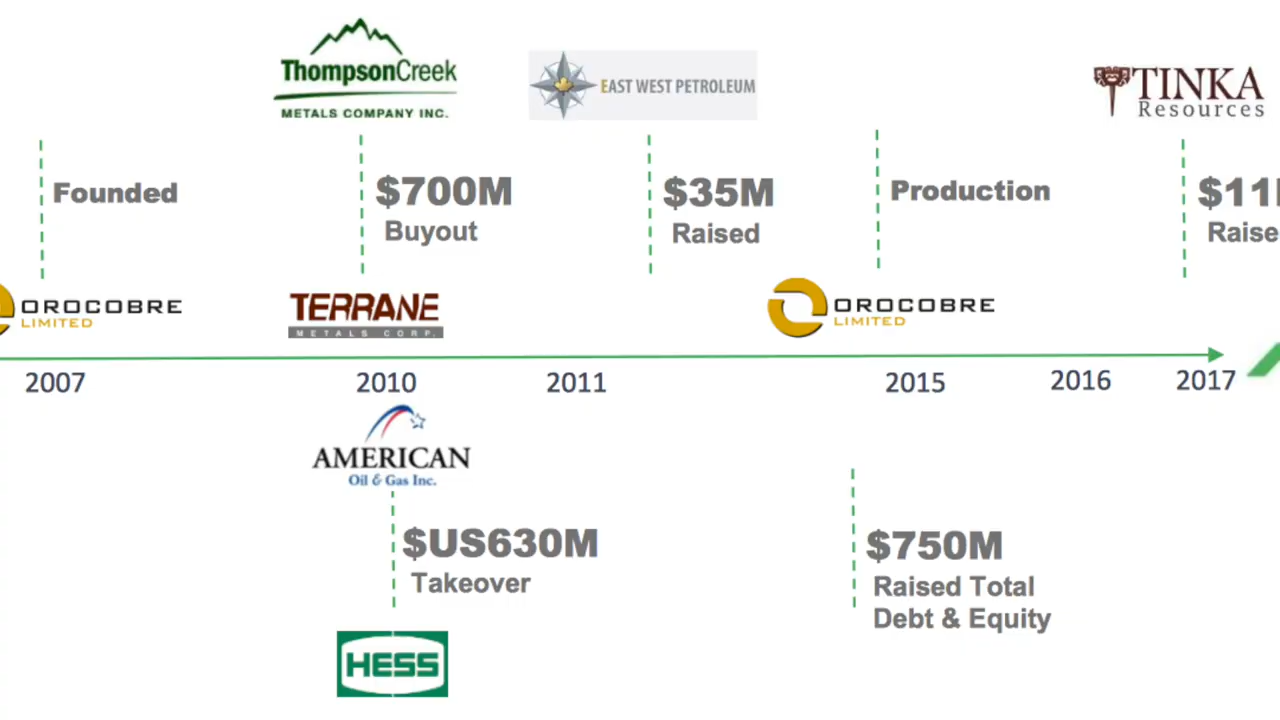 ThompsonCreek
METALS COMPANY INC.
EAST WEST PETROLEUM
TINKA
Resources
Founded
$700M
Buyout
$35M
Raised
Production
$11
Raise
OROCOBRE
LIMITED
TERRANE
METALS CORP.
OROCOBRE
LIMITED
2007
2010
2011
2015
2016
2017
AMERICAN
Oil & Gas Inc.
$US630M
Takeover
HESS
$750M
Raised Total
Debt & Equity